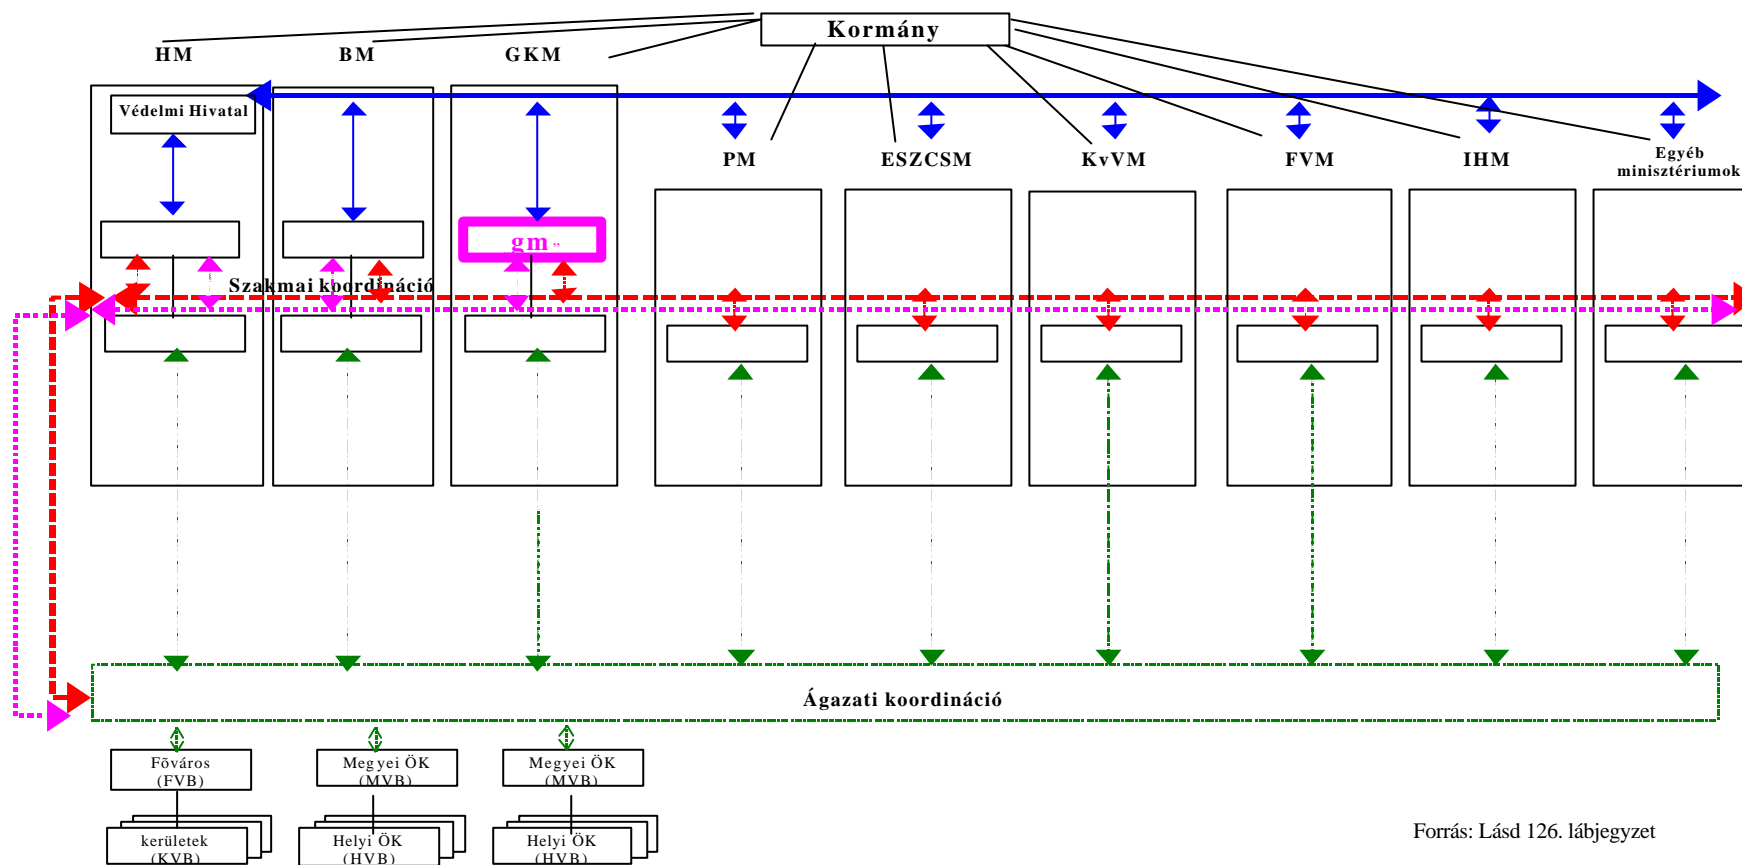 Kormány
HM
BM
GKM
Védelmi Hivatal
PM
ESZCSM
KvVM
FVM
IHM
Egyéb
minisztériumok
gm „
Szakmai koordináció
Ágazati koordináció
Fõváros
(FVB)
Megyei ÖK
(MVB)
Megyei ÖK
(MVB)
kerületek
(KVB)
Helyi ÖK
(HVB)
Helyi ÖK
(HVB)
Forrás: Lásd 126. lábjegyzet